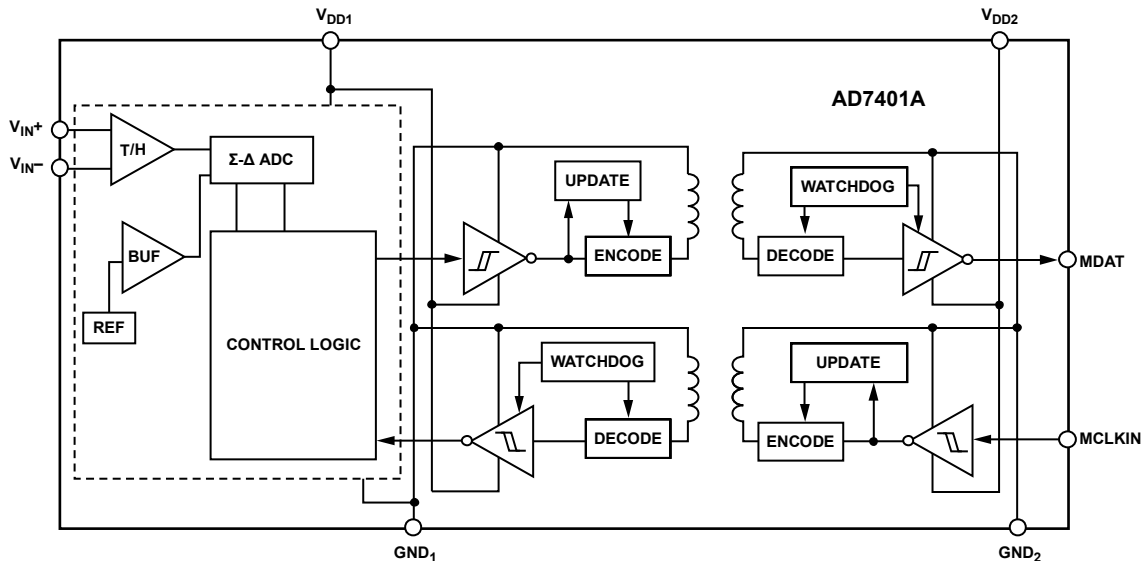 VDD1
VDD2
AD7401A
VIN+
VIN−
T/H
Σ-Δ ADC
UPDATE
WATCHDOG
BUF
ENCODE
DECODE
MDAT
REF
CONTROL LOGIC
WATCHDOG
UPDATE
DECODE
ENCODE
MCLKIN
GND1
GND2